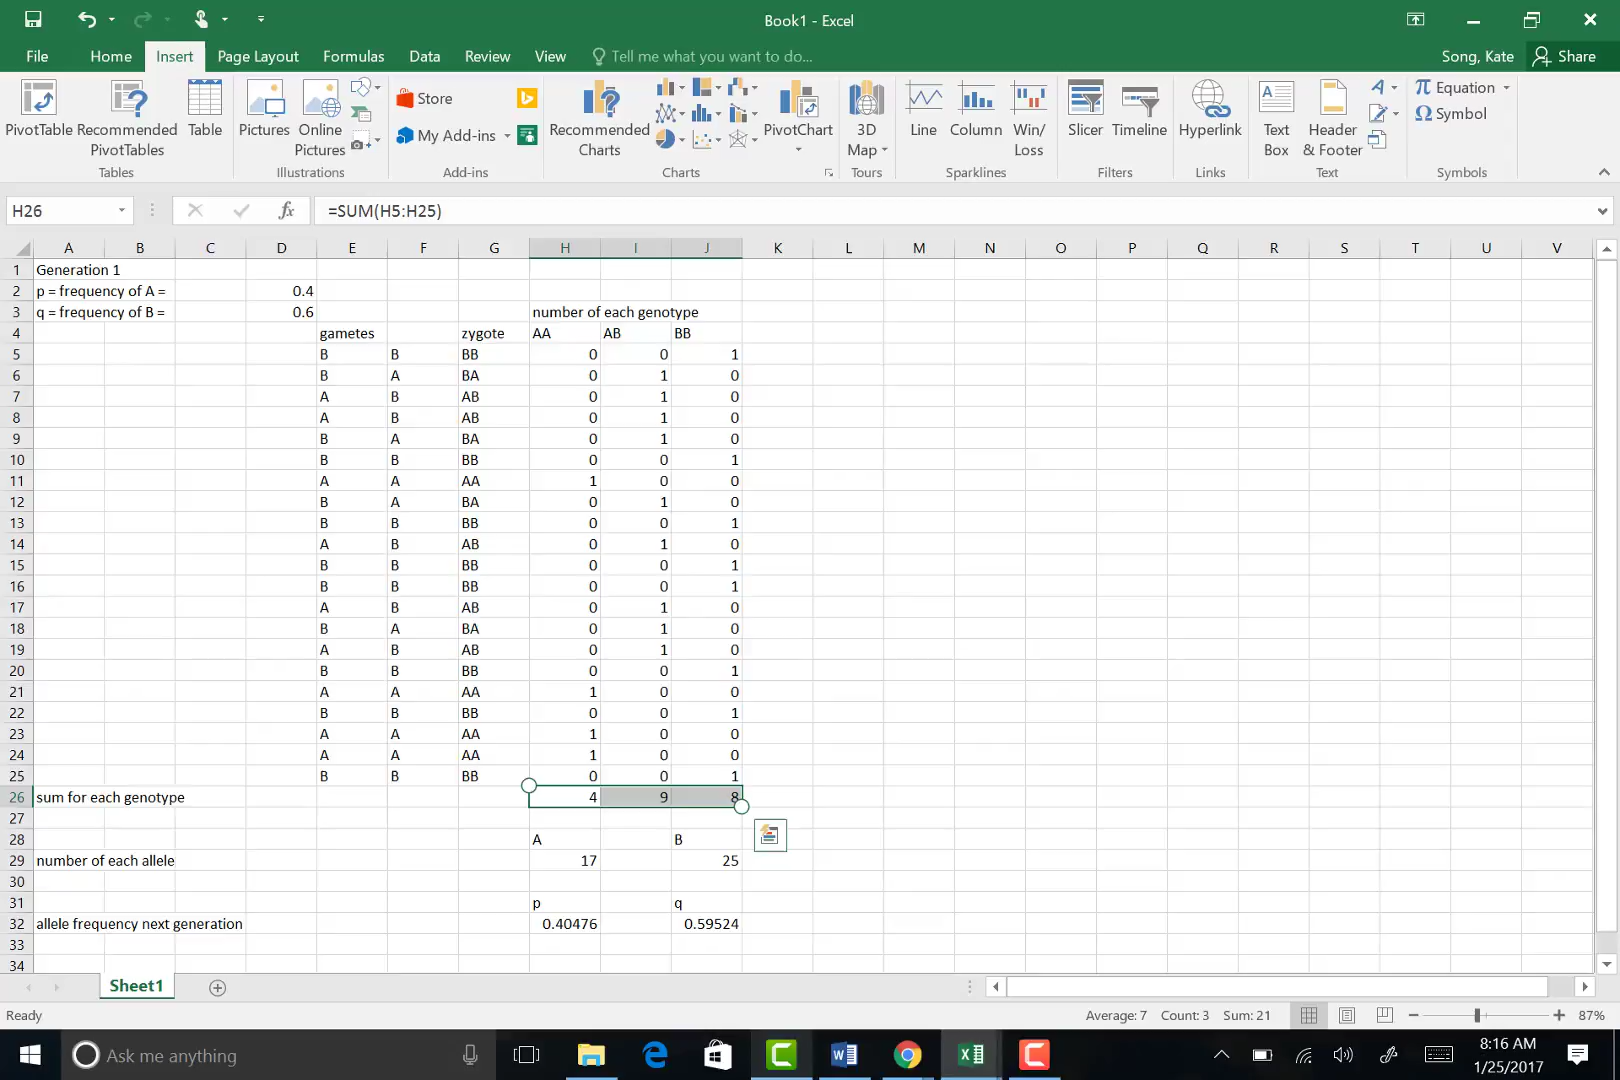 Book1 - Excel
File Home Insert Page Layout Formulas Data Review View Tell me what you want to do... Song, Kate Share
PivotTable Recommended PivotTables Table Pictures Online Pictures Store My Add-ins Recommended Charts PivotChart 3D Map Line Column Win/Loss Slicer Timeline Hyperlink Text Box Header & Footer Equation Symbol
Tables Illustrations Add-ins Charts Tours Sparklines Filters Links Text Symbols
H26 fx =SUM(H5:H25)
A B C D E F G H I J K L M N O P Q R S T U V
1 Generation 1
2 p = frequency of A = 0.4
3 q = frequency of B = 0.6 number of each genotype
4 gametes zygote AA AB BB
5 B B BB 0 0 1
6 B A BA 0 1 0
7 A B AB 0 1 0
8 A B AB 0 1 0
9 B A BA 0 1 0
10 B B BB 0 0 1
11 A A AA 1 0 0
12 B A BA 0 1 0
13 B B BB 0 0 1
14 A B AB 0 1 0
15 B B BB 0 0 1
16 B B BB 0 0 1
17 A B AB 0 1 0
18 B A BA 0 1 0
19 A B AB 0 1 0
20 B B BB 0 0 1
21 A A AA 1 0 0
22 B B BB 0 0 1
23 A A AA 1 0 0
24 A A AA 1 0 0
25 B B BB 0 0 1
26 sum for each genotype 4 9 8
27
28 A B
29 number of each allele 17 25
30
31 p q
32 allele frequency next generation 0.40476 0.59524
33
34
Sheet1
Ready Average: 7 Count: 3 Sum: 21 87%
Ask me anything 8:16 AM
1/25/2017